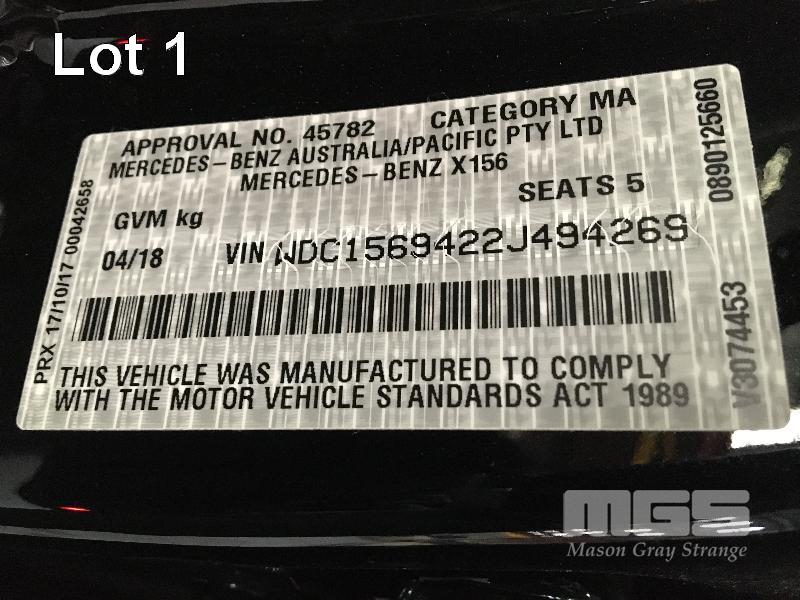 Lot 1
APPROVAL NO. 45782 CATEGORY MA
MERCEDES-BENZ AUSTRALIA/PACIFIC PTY LTD
MERCEDES-BENZ X156
SEATS 5
GVM kg
04/18 VIN WDC1569422J494269
THIS VEHICLE WAS MANUFACTURED TO COMPLY
WITH THE MOTOR VEHICLE STANDARDS ACT 1989
PRX 17/10/17 00042658
0890125660
V3074453
MGS
Mason Gray Strange